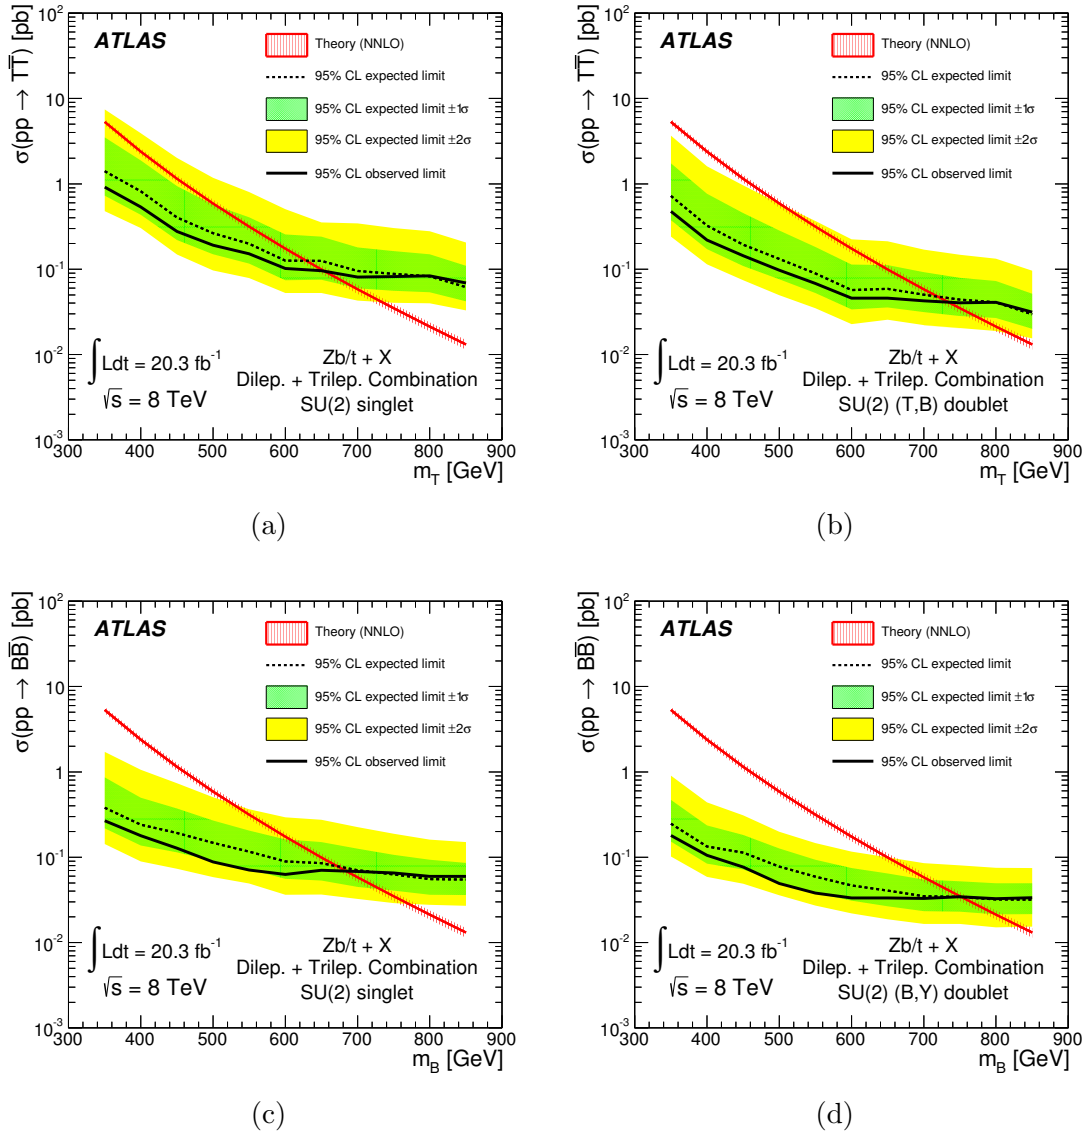 σ(pp → TT̅) [pb]
10²
10
1
10⁻¹
10⁻²
10⁻³
ATLAS
Theory (NNLO)
95% CL expected limit
95% CL expected limit ±1σ
95% CL expected limit ±2σ
95% CL observed limit
∫ Ldt = 20.3 fb⁻¹
√s = 8 TeV
Zb/t + X
Dilep. + Trilep. Combination
SU(2) singlet
300 400 500 600 700 800 900
m_T [GeV]
(a)
σ(pp → TT̅) [pb]
10²
10
1
10⁻¹
10⁻²
10⁻³
ATLAS
Theory (NNLO)
95% CL expected limit
95% CL expected limit ±1σ
95% CL expected limit ±2σ
95% CL observed limit
∫ Ldt = 20.3 fb⁻¹
√s = 8 TeV
Zb/t + X
Dilep. + Trilep. Combination
SU(2) (T,B) doublet
300 400 500 600 700 800 900
m_T [GeV]
(b)
σ(pp → BB̅) [pb]
10²
10
1
10⁻¹
10⁻²
10⁻³
ATLAS
Theory (NNLO)
95% CL expected limit
95% CL expected limit ±1σ
95% CL expected limit ±2σ
95% CL observed limit
∫ Ldt = 20.3 fb⁻¹
√s = 8 TeV
Zb/t + X
Dilep. + Trilep. Combination
SU(2) singlet
300 400 500 600 700 800 900
m_B [GeV]
(c)
σ(pp → BB̅) [pb]
10²
10
1
10⁻¹
10⁻²
10⁻³
ATLAS
Theory (NNLO)
95% CL expected limit
95% CL expected limit ±1σ
95% CL expected limit ±2σ
95% CL observed limit
∫ Ldt = 20.3 fb⁻¹
√s = 8 TeV
Zb/t + X
Dilep. + Trilep. Combination
SU(2) (B,Y) doublet
300 400 500 600 700 800 900
m_B [GeV]
(d)